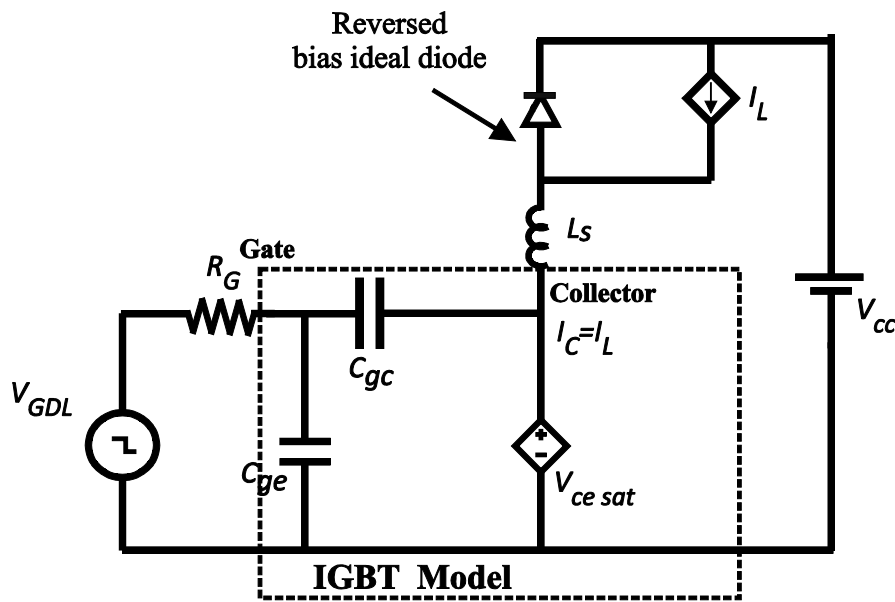 Reversed
bias ideal diode
I_L
L_S
Gate
R_G
Collector
I_C=I_L
V_cc
C_gc
V_GDL
C_ge
+
-
V_ce sat
IGBT Model